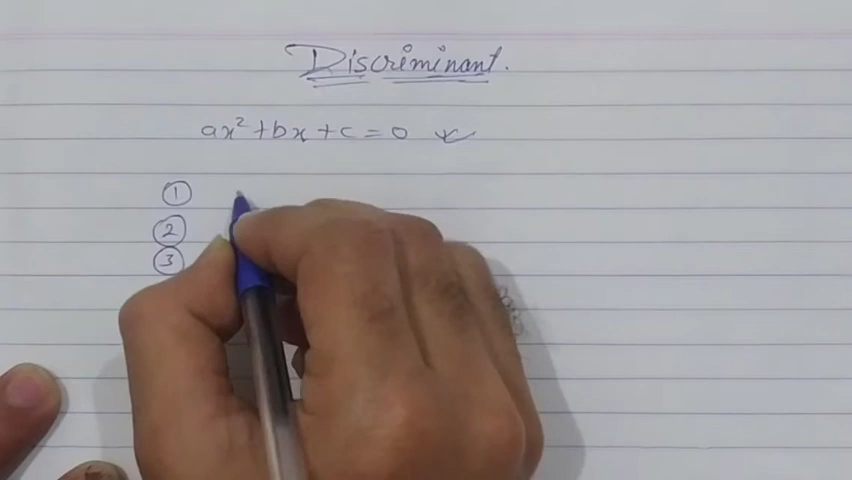 Discriminant.
ax² + bx + c = 0
①
②
③